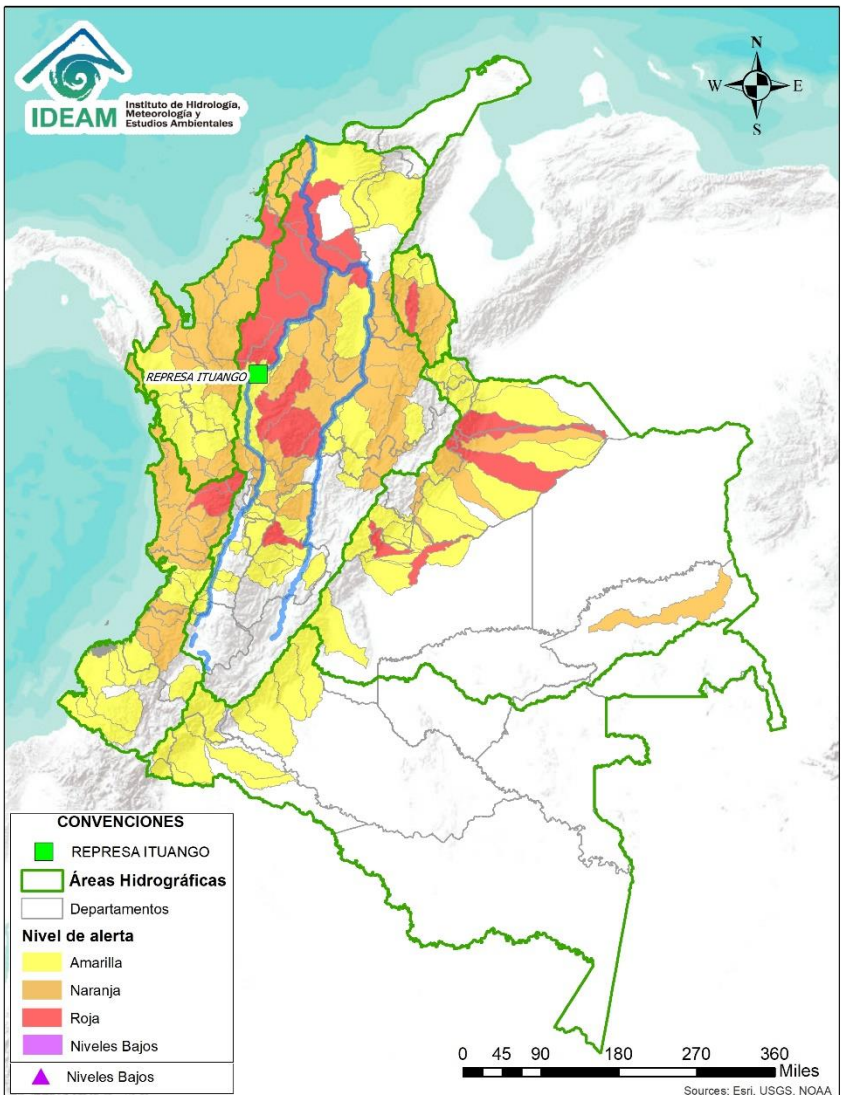 IDEAM
Instituto de Hidrología,
Meteorología y
Estudios Ambientales
N
W
E
S
REPRESA ITUANGO
CONVENCIONES
REPRESA ITUANGO
Áreas Hidrográficas
Departamentos
Nivel de alerta
Amarilla
Naranja
Roja
Niveles Bajos
Niveles Bajos
0 45 90 180 270 360
Miles
Sources: Esri, USGS, NOAA